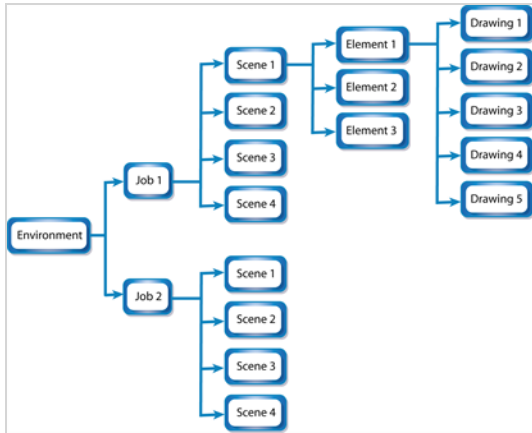 Environment
Job 1
Scene 1
Element 1
Drawing 1
Drawing 2
Drawing 3
Drawing 4
Drawing 5
Element 2
Element 3
Scene 2
Scene 3
Scene 4
Job 2
Scene 1
Scene 2
Scene 3
Scene 4